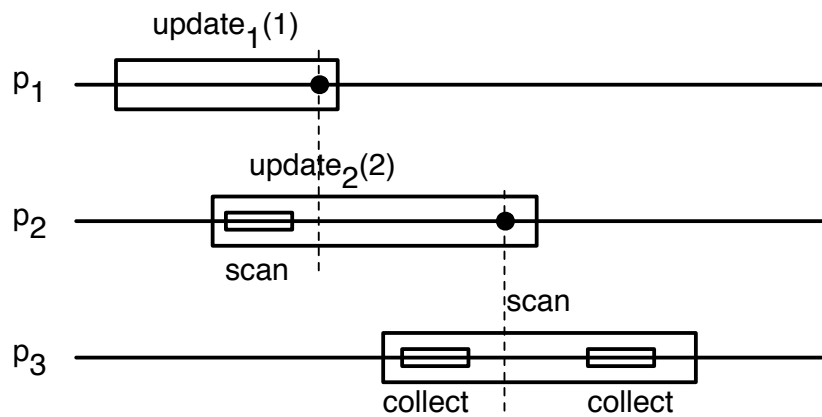 update₁(1)
p₁
update₂(2)
p₂
scan
scan
p₃
collect collect